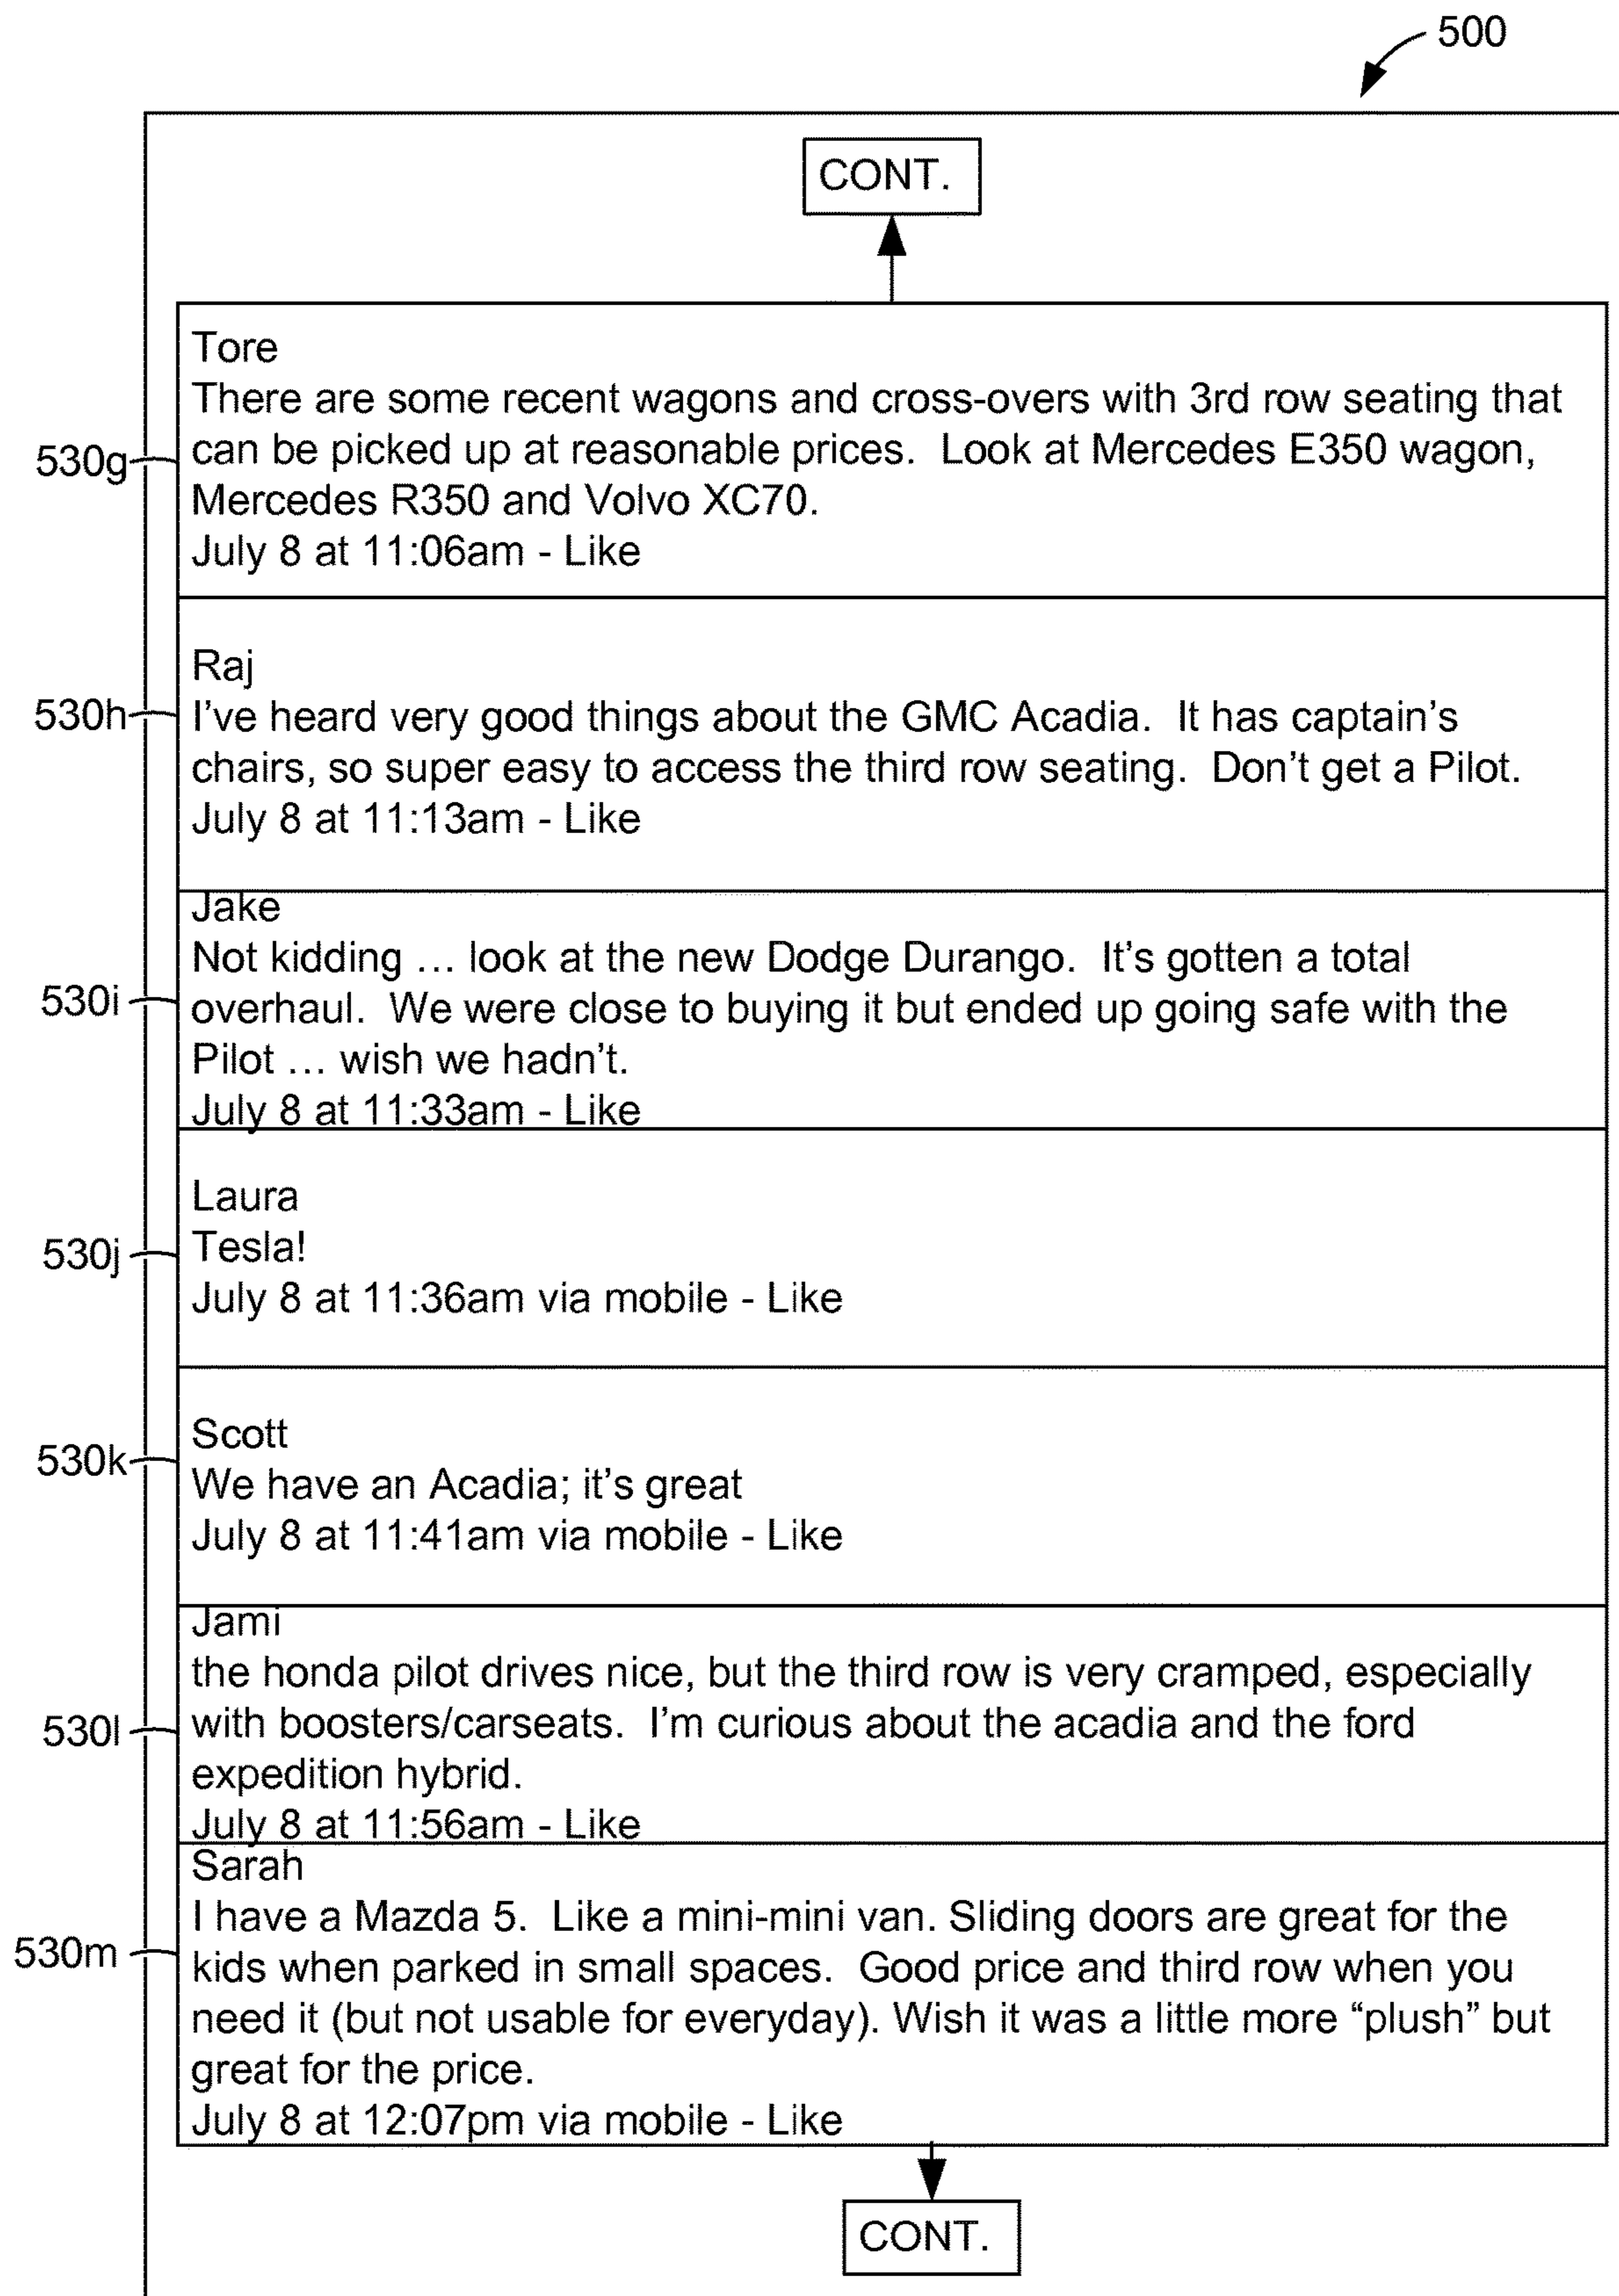 500
CONT.
Tore
There are some recent wagons and cross-overs with 3rd row seating that
can be picked up at reasonable prices. Look at Mercedes E350 wagon,
Mercedes R350 and Volvo XC70.
July 8 at 11:06am - Like
530g
Raj
I've heard very good things about the GMC Acadia. It has captain's
chairs, so super easy to access the third row seating. Don't get a Pilot.
July 8 at 11:13am - Like
530h
Jake
Not kidding ... look at the new Dodge Durango. It's gotten a total
overhaul. We were close to buying it but ended up going safe with the
Pilot ... wish we hadn't.
July 8 at 11:33am - Like
530i
Laura
Tesla!
July 8 at 11:36am via mobile - Like
530j
Scott
We have an Acadia; it's great
July 8 at 11:41am via mobile - Like
530k
Jami
the honda pilot drives nice, but the third row is very cramped, especially
with boosters/carseats. I'm curious about the acadia and the ford
expedition hybrid.
July 8 at 11:56am - Like
530l
Sarah
I have a Mazda 5. Like a mini-mini van. Sliding doors are great for the
kids when parked in small spaces. Good price and third row when you
need it (but not usable for everyday). Wish it was a little more “plush” but
great for the price.
July 8 at 12:07pm via mobile - Like
530m
CONT.